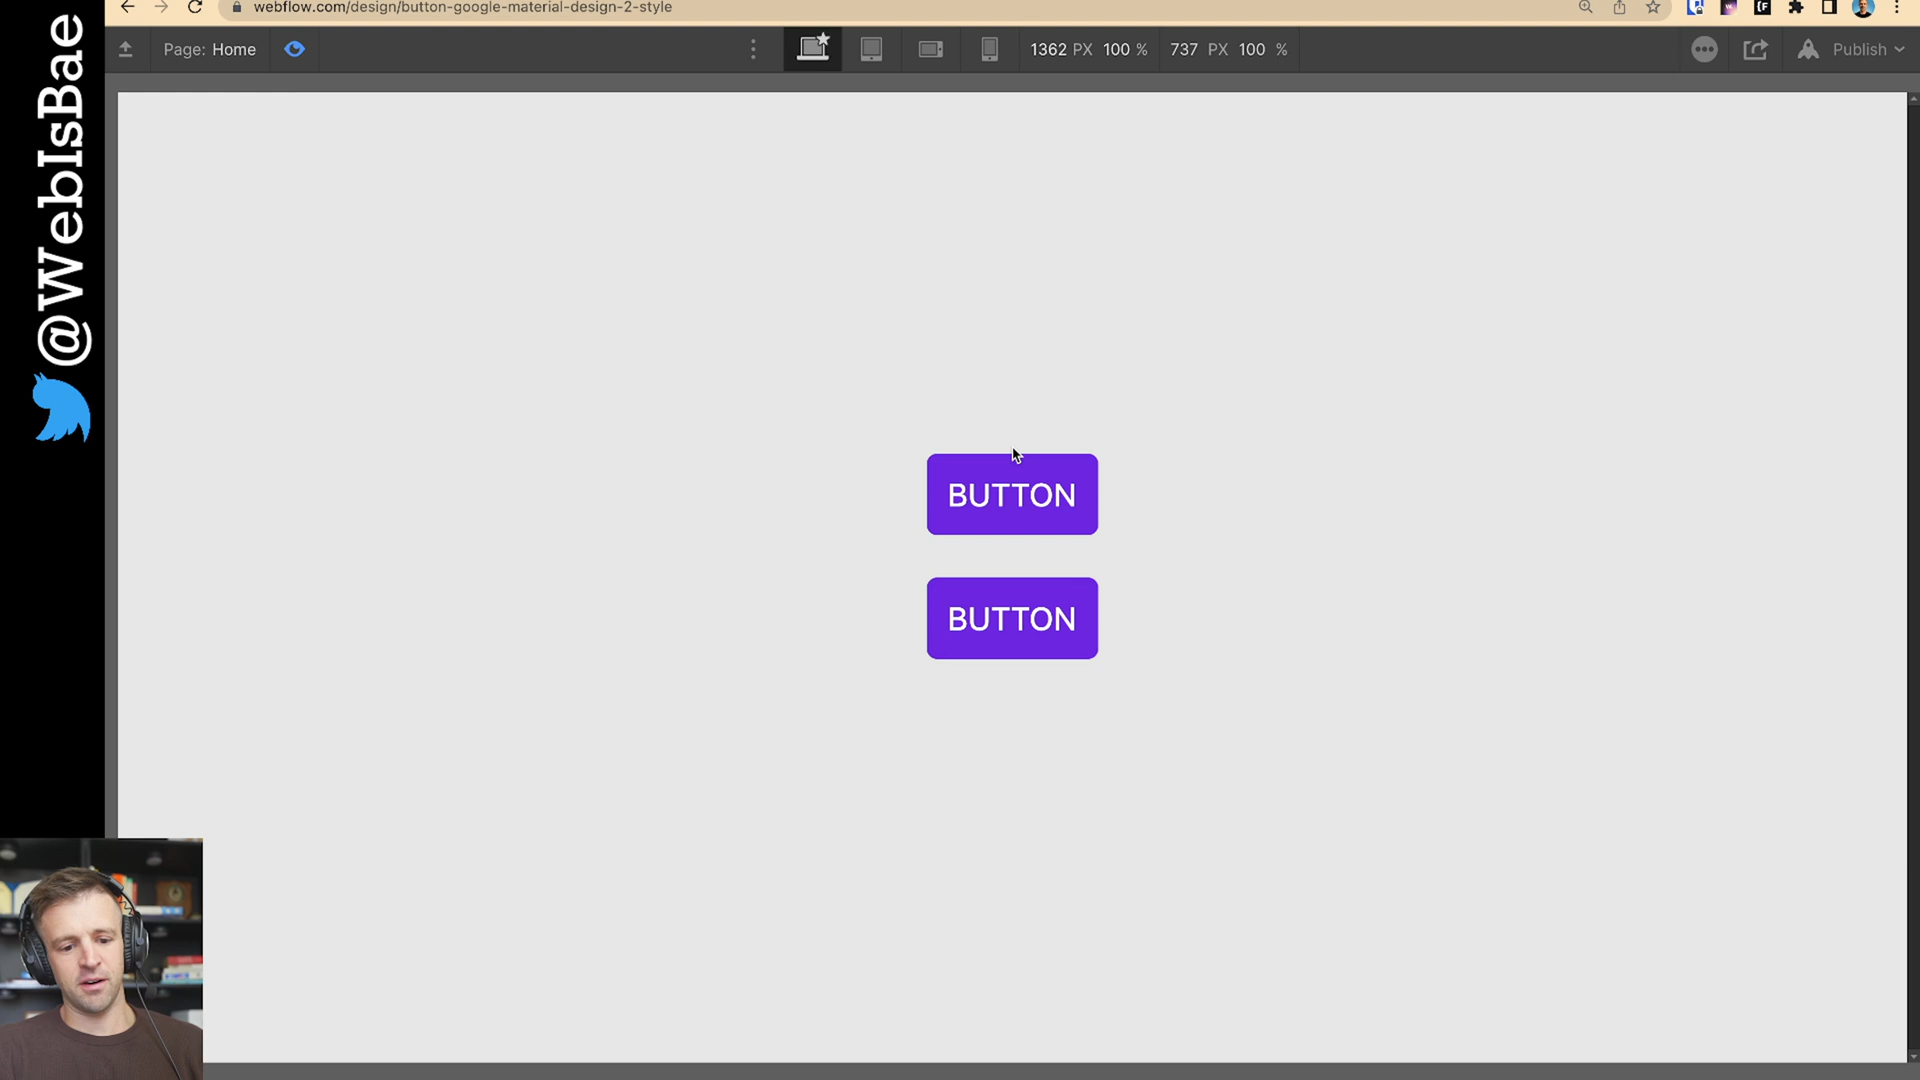 webflow.com/design/button-google-material-design-2-style
Page: Home
1362 PX 100 %
737 PX 100 %
Publish
@WebIsBae
BUTTON
BUTTON